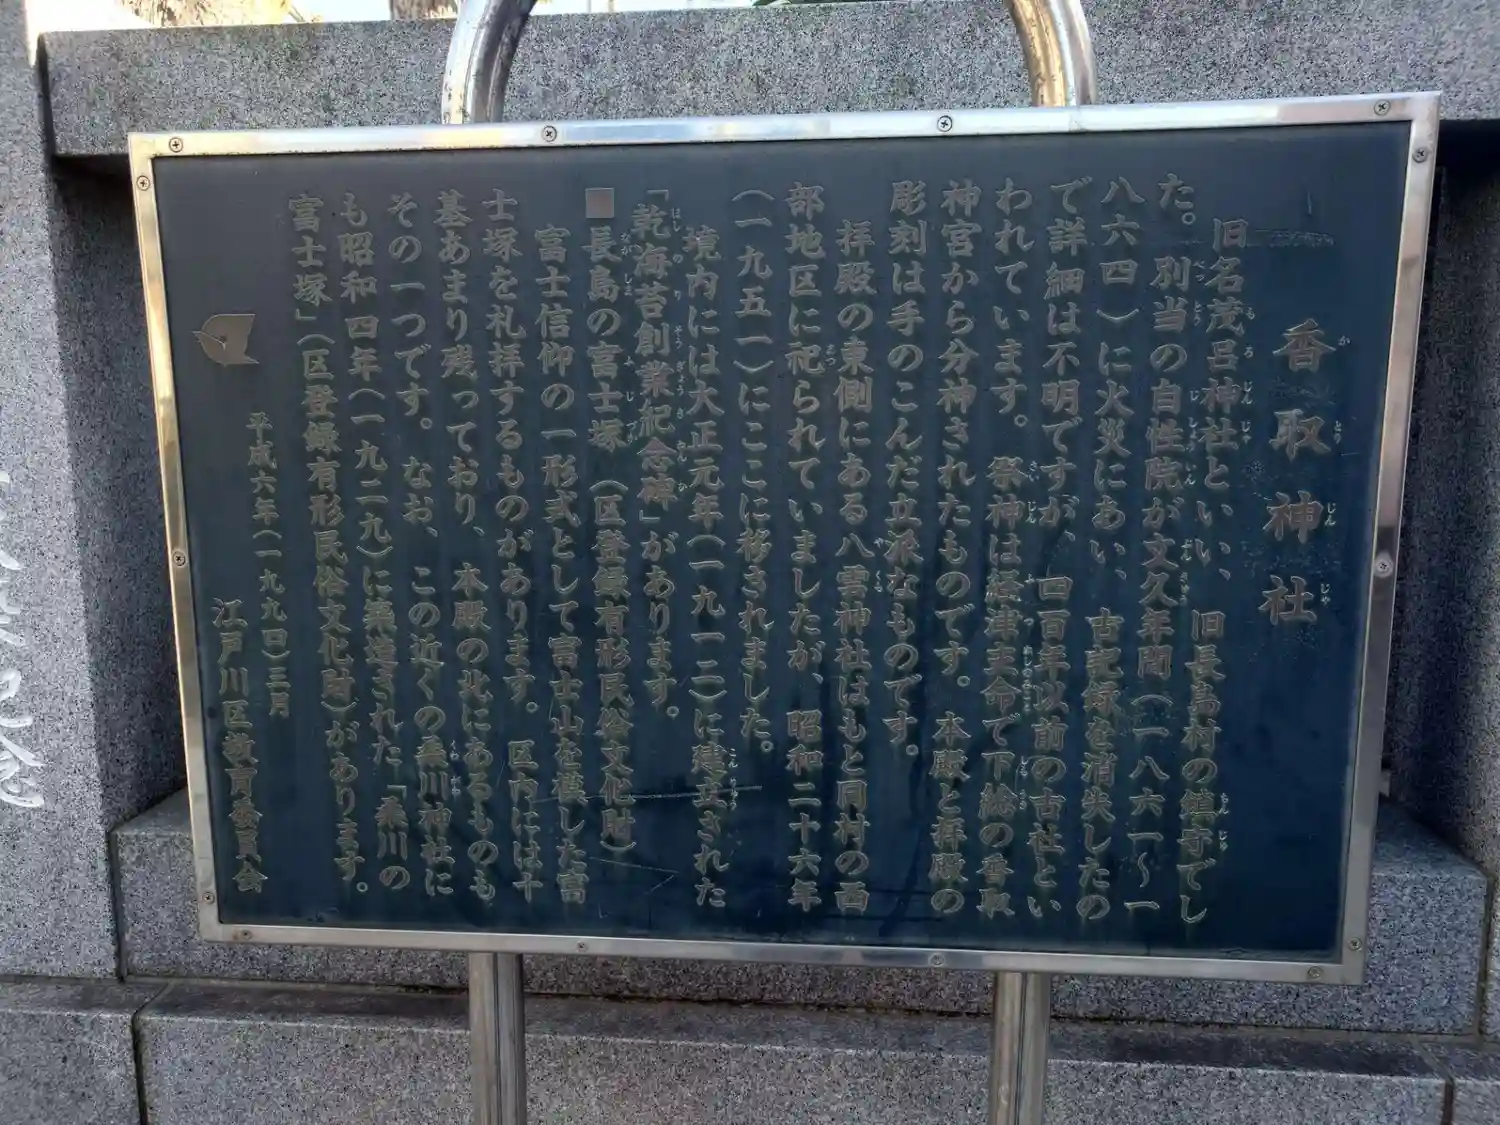 香取神社
かとりじんじゃ
旧名茂呂神社といい、旧長島村の鎮守でし
た。別当の自性院が文久年間(一八六一〜一
八六四)に火災にあい、古記録を消失したの
で詳細は不明ですが、四百年以前の古社とい
われています。祭神は経津主命で下総の香取
神宮から分神されたものです。本殿と拝殿の
彫刻は手のこんだ立派なものです。
拝殿の東側にある八雲神社はもと同村の西
部地区に祀られていましたが、昭和二十六年
(一九五一)にここに移されました。
境内には大正元年(一九一二)に建立された
「乾海苔創業紀念碑」があります。
■長島の富士塚(区登録有形民俗文化財)
富士信仰の一形式として富士山を模した富
士塚を礼拝するものがあります。区内には十
基あまり残っており、本殿の北にあるものも
その一つです。なお、この近くの桑川神社に
も昭和四年(一九二九)に築造された「桑川の
富士塚」(区登録有形民俗文化財)があります。
平成六年(一九九四)三月
江戸川区教育委員会